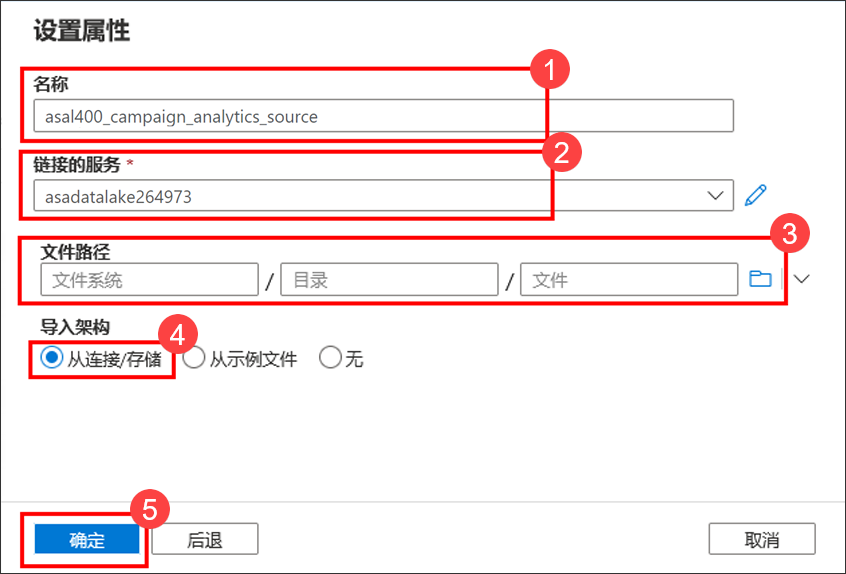 设置属性
1
名称
asal400_campaign_analytics_source
2
链接的服务 *
asadatalake264973
3
文件路径
文件系统 / 目录 / 文件
导入架构
4
从连接/存储 从示例文件 无
5
确定 后退 取消